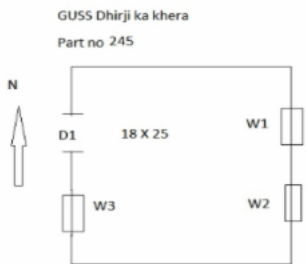 GUSS Dhirji ka khera
Part no 245
N
D1
18 X 25
W1
W3
W2